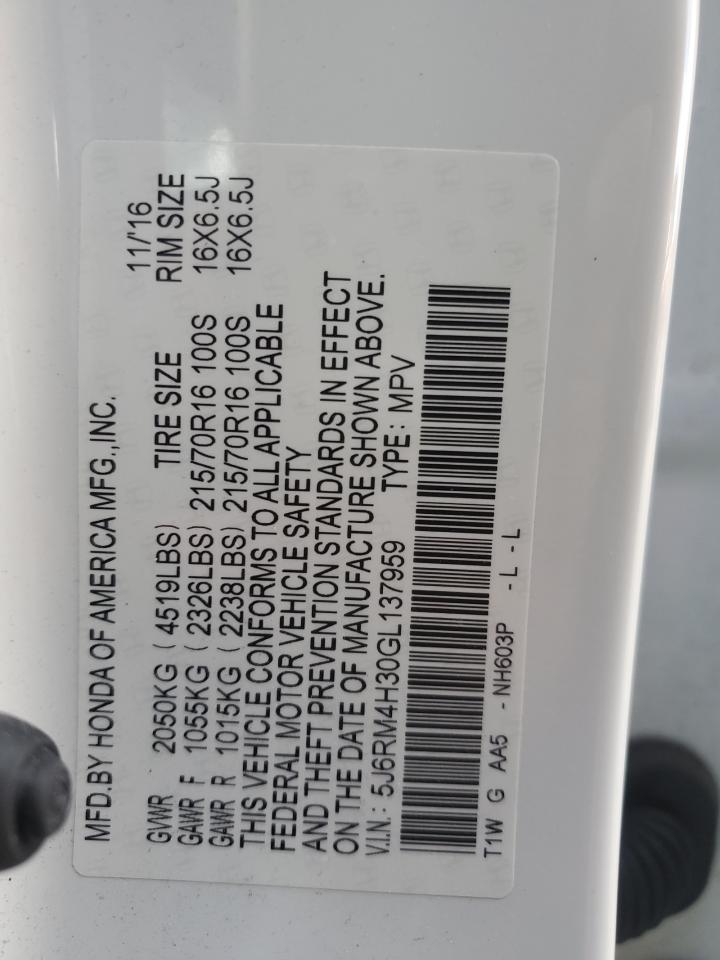 MFD.BY HONDA OF AMERICA MFG.,INC.
11/'16
GVWR 2050KG ( 4519LBS) TIRE SIZE RIM SIZE
GAWR F 1055KG ( 2326LBS) 215/70R16 100S 16X6.5J
GAWR R 1015KG ( 2238LBS) 215/70R16 100S 16X6.5J
THIS VEHICLE CONFORMS TO ALL APPLICABLE
FEDERAL MOTOR VEHICLE SAFETY
AND THEFT PREVENTION STANDARDS IN EFFECT
ON THE DATE OF MANUFACTURE SHOWN ABOVE.
V.I.N.: 5J6RM4H30GL137959 TYPE: MPV
T1W G AA5 -NH603P -L -L